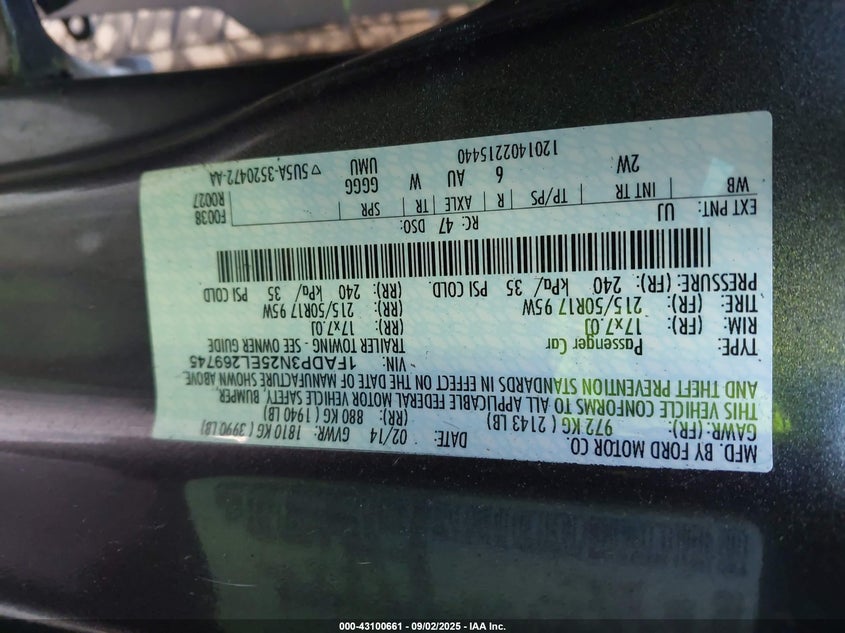 MFD. BY FORD MOTOR CO.
DATE: 02/14 GVWR: 1810 KG ( 3990 LB)
GAWR: (FR): 972 KG ( 2143 LB) (RR): 880 KG ( 1940 LB)
THIS VEHICLE CONFORMS TO ALL APPLICABLE FEDERAL MOTOR VEHICLE SAFETY, BUMPER,
AND THEFT PREVENTION STANDARDS IN EFFECT ON THE DATE OF MANUFACTURE SHOWN ABOVE.
VIN: 1FADP3N25EL269745
TYPE: Passenger Car TRAILER TOWING - SEE OWNER GUIDE
RIM: (FR): 17x7.0J (RR): 17x7.0J
TIRE: (FR): 215/50R17 95W (RR): 215/50R17 95W
PRESSURE: (FR): 240 kPa/ 35 PSI COLD (RR): 240 kPa/ 35 PSI COLD
EXT PNT: UJ RC: 47 DSO: F0038
WB INT TR TP/PS R AXLE TR SPR R0027
2W 6 AU W GGGG
UMU
1201402215440 ▽5U5A-3S20472-AA
000-43100661 - 09/02/2025 - IAA Inc.